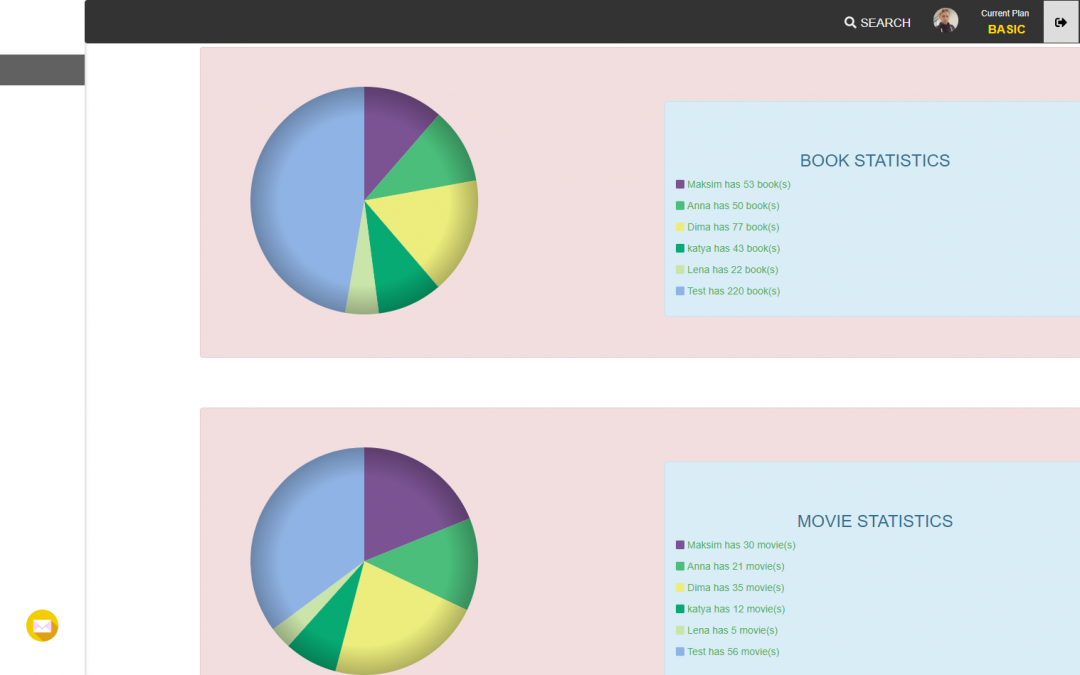 SEARCH
Current Plan
BASIC
BOOK STATISTICS
Maksim has 53 book(s)
Anna has 50 book(s)
Dima has 77 book(s)
katya has 43 book(s)
Lena has 22 book(s)
Test has 220 book(s)
MOVIE STATISTICS
Maksim has 30 movie(s)
Anna has 21 movie(s)
Dima has 35 movie(s)
katya has 12 movie(s)
Lena has 5 movie(s)
Test has 56 movie(s)